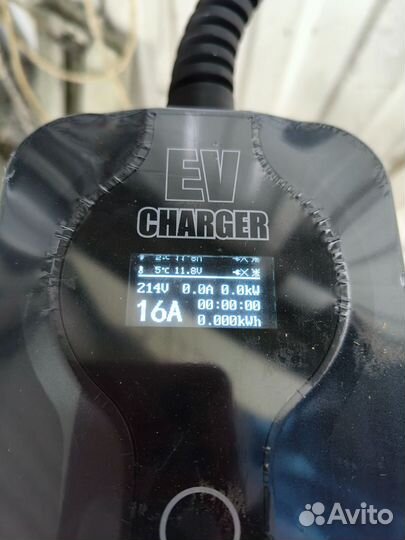 EV
CHARGER
5℃ 11.8V
214V 0.0A 0.0kW
16A 00:00:00
0.000kWh
Avito